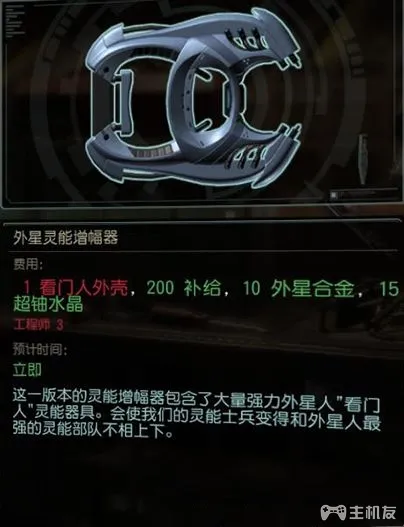 外星灵能增幅器
费用:
1 看门人外壳, 200 补给, 10 外星合金, 15
超铀水晶
工程师 3
预计时间:
立即
这一版本的灵能增幅器包含了大量强力外星人"看门
人"灵能器具。会使我们的灵能士兵变得和外星人最
强的灵能部队不相上下。
主机友